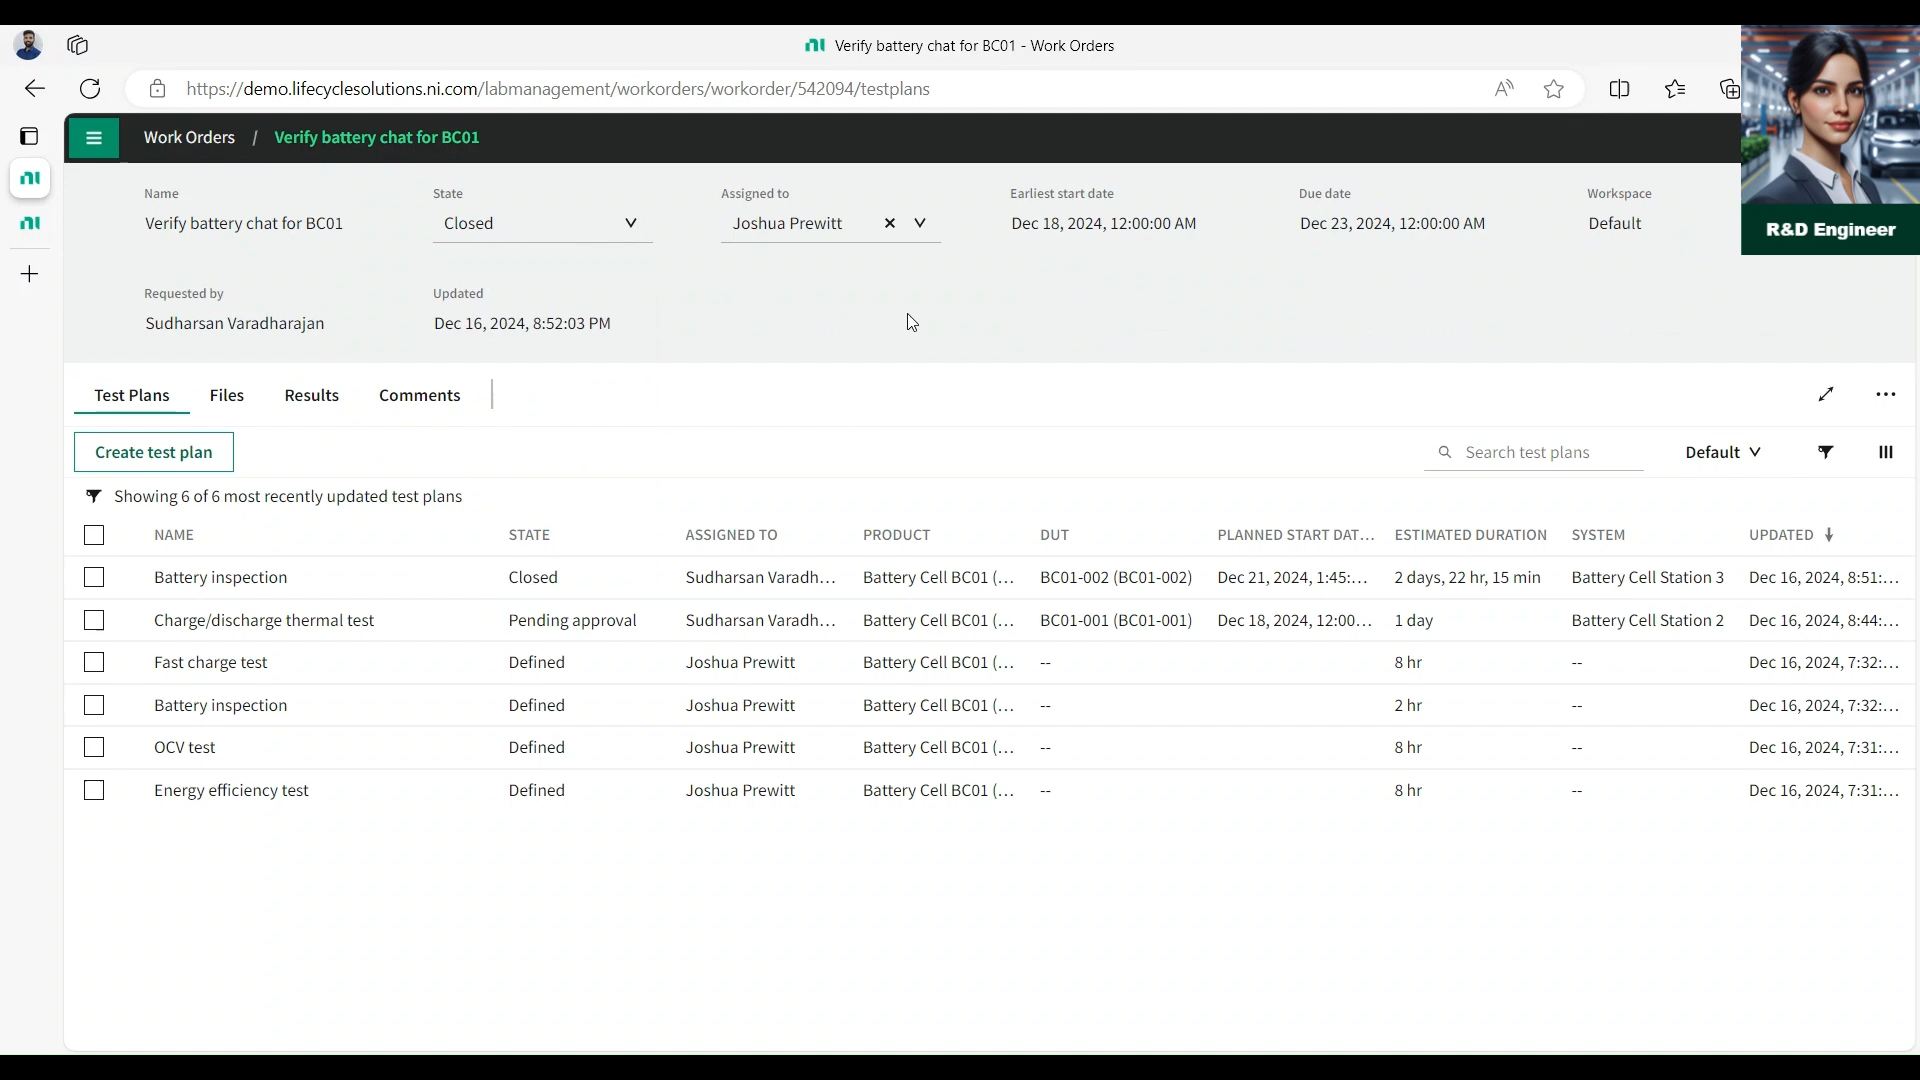 Verify battery chat for BC01 - Work Orders
https://demo.lifecyclesolutions.ni.com/labmanagement/workorders/workorder/542094/testplans
Work Orders / Verify battery chat for BC01
R&D Engineer
Name
Verify battery chat for BC01
State
Closed
Assigned to
Joshua Prewitt
Earliest start date
Dec 18, 2024, 12:00:00 AM
Due date
Dec 23, 2024, 12:00:00 AM
Workspace
Default
Requested by
Sudharsan Varadharajan
Updated
Dec 16, 2024, 8:52:03 PM
Test Plans Files Results Comments
Create test plan Search test plans Default
Showing 6 of 6 most recently updated test plans
NAME STATE ASSIGNED TO PRODUCT DUT PLANNED START DAT... ESTIMATED DURATION SYSTEM UPDATED
Battery inspection Closed Sudharsan Varadh... Battery Cell BC01 (... BC01-002 (BC01-002) Dec 21, 2024, 1:45:... 2 days, 22 hr, 15 min Battery Cell Station 3 Dec 16, 2024, 8:51:...
Charge/discharge thermal test Pending approval Sudharsan Varadh... Battery Cell BC01 (... BC01-001 (BC01-001) Dec 18, 2024, 12:00... 1 day Battery Cell Station 2 Dec 16, 2024, 8:44:...
Fast charge test Defined Joshua Prewitt Battery Cell BC01 (... -- 8 hr -- Dec 16, 2024, 7:32:...
Battery inspection Defined Joshua Prewitt Battery Cell BC01 (... -- 2 hr -- Dec 16, 2024, 7:32:...
OCV test Defined Joshua Prewitt Battery Cell BC01 (... -- 8 hr -- Dec 16, 2024, 7:31:...
Energy efficiency test Defined Joshua Prewitt Battery Cell BC01 (... -- 8 hr -- Dec 16, 2024, 7:31:...